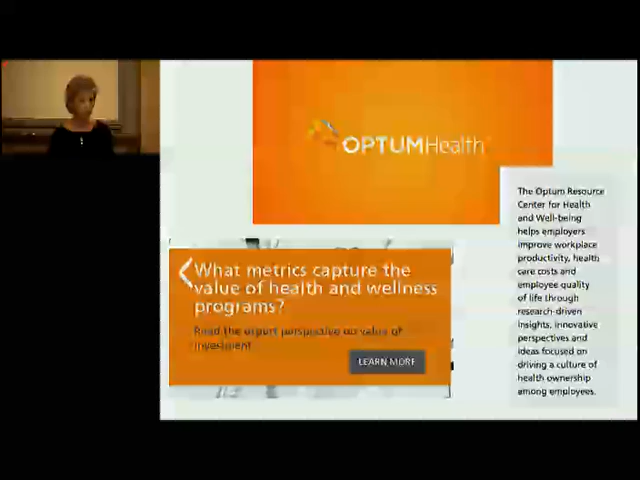 OPTUMHealth
The Optum Resource
Center for Health
and Well-being
helps employers
improve workplace
productivity, health
care costs and
employee quality
of life through
research-driven
insights, innovative
perspectives and
ideas focused on
driving a culture of
health ownership
among employees.
What metrics capture the
value of health and wellness
programs?
Read the expert perspective on value of
investment
LEARN MORE